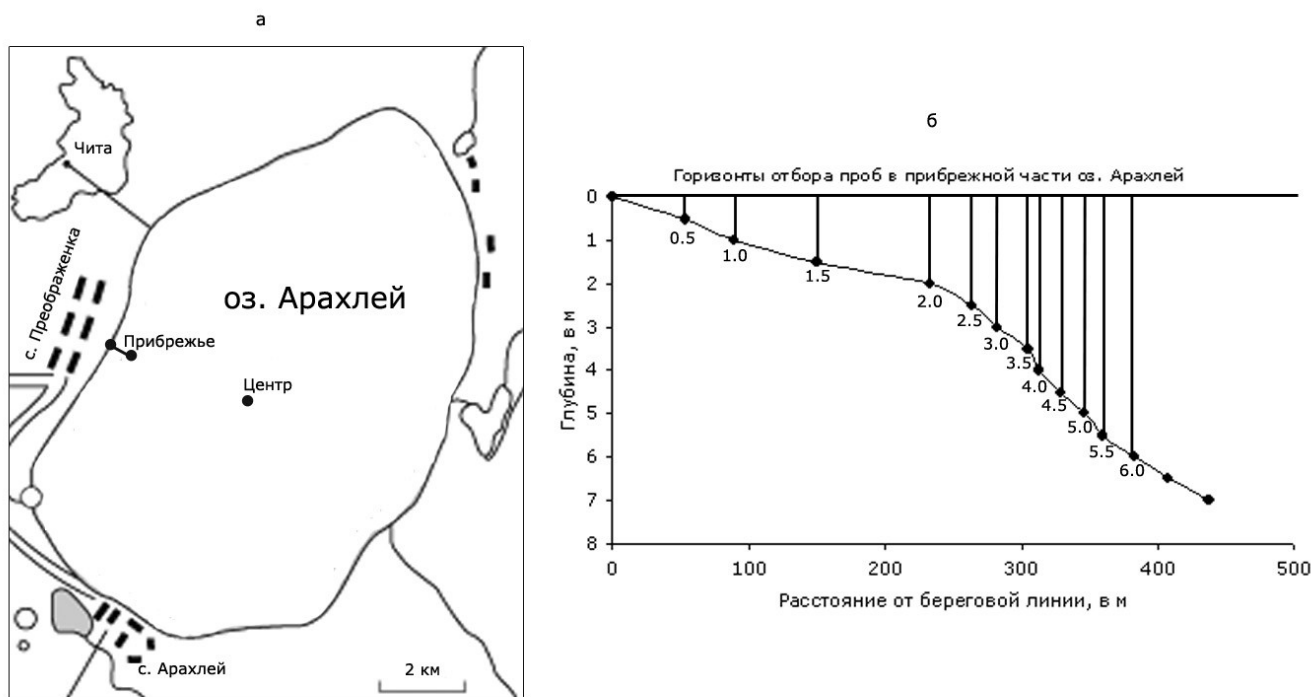 а
Чита
с. Преображенка
оз. Арахлей
Прибрежье
Центр
с. Арахлей
2 км
б
Горизонты отбора проб в прибрежной части оз. Арахлей
Глубина, в м
0
1
2
3
4
5
6
7
8
0.5
1.0
1.5
2.0
2.5
3.0
3.5
4.0
4.5
5.0
5.5
6.0
0 100 200 300 400 500
Расстояние от береговой линии, в м